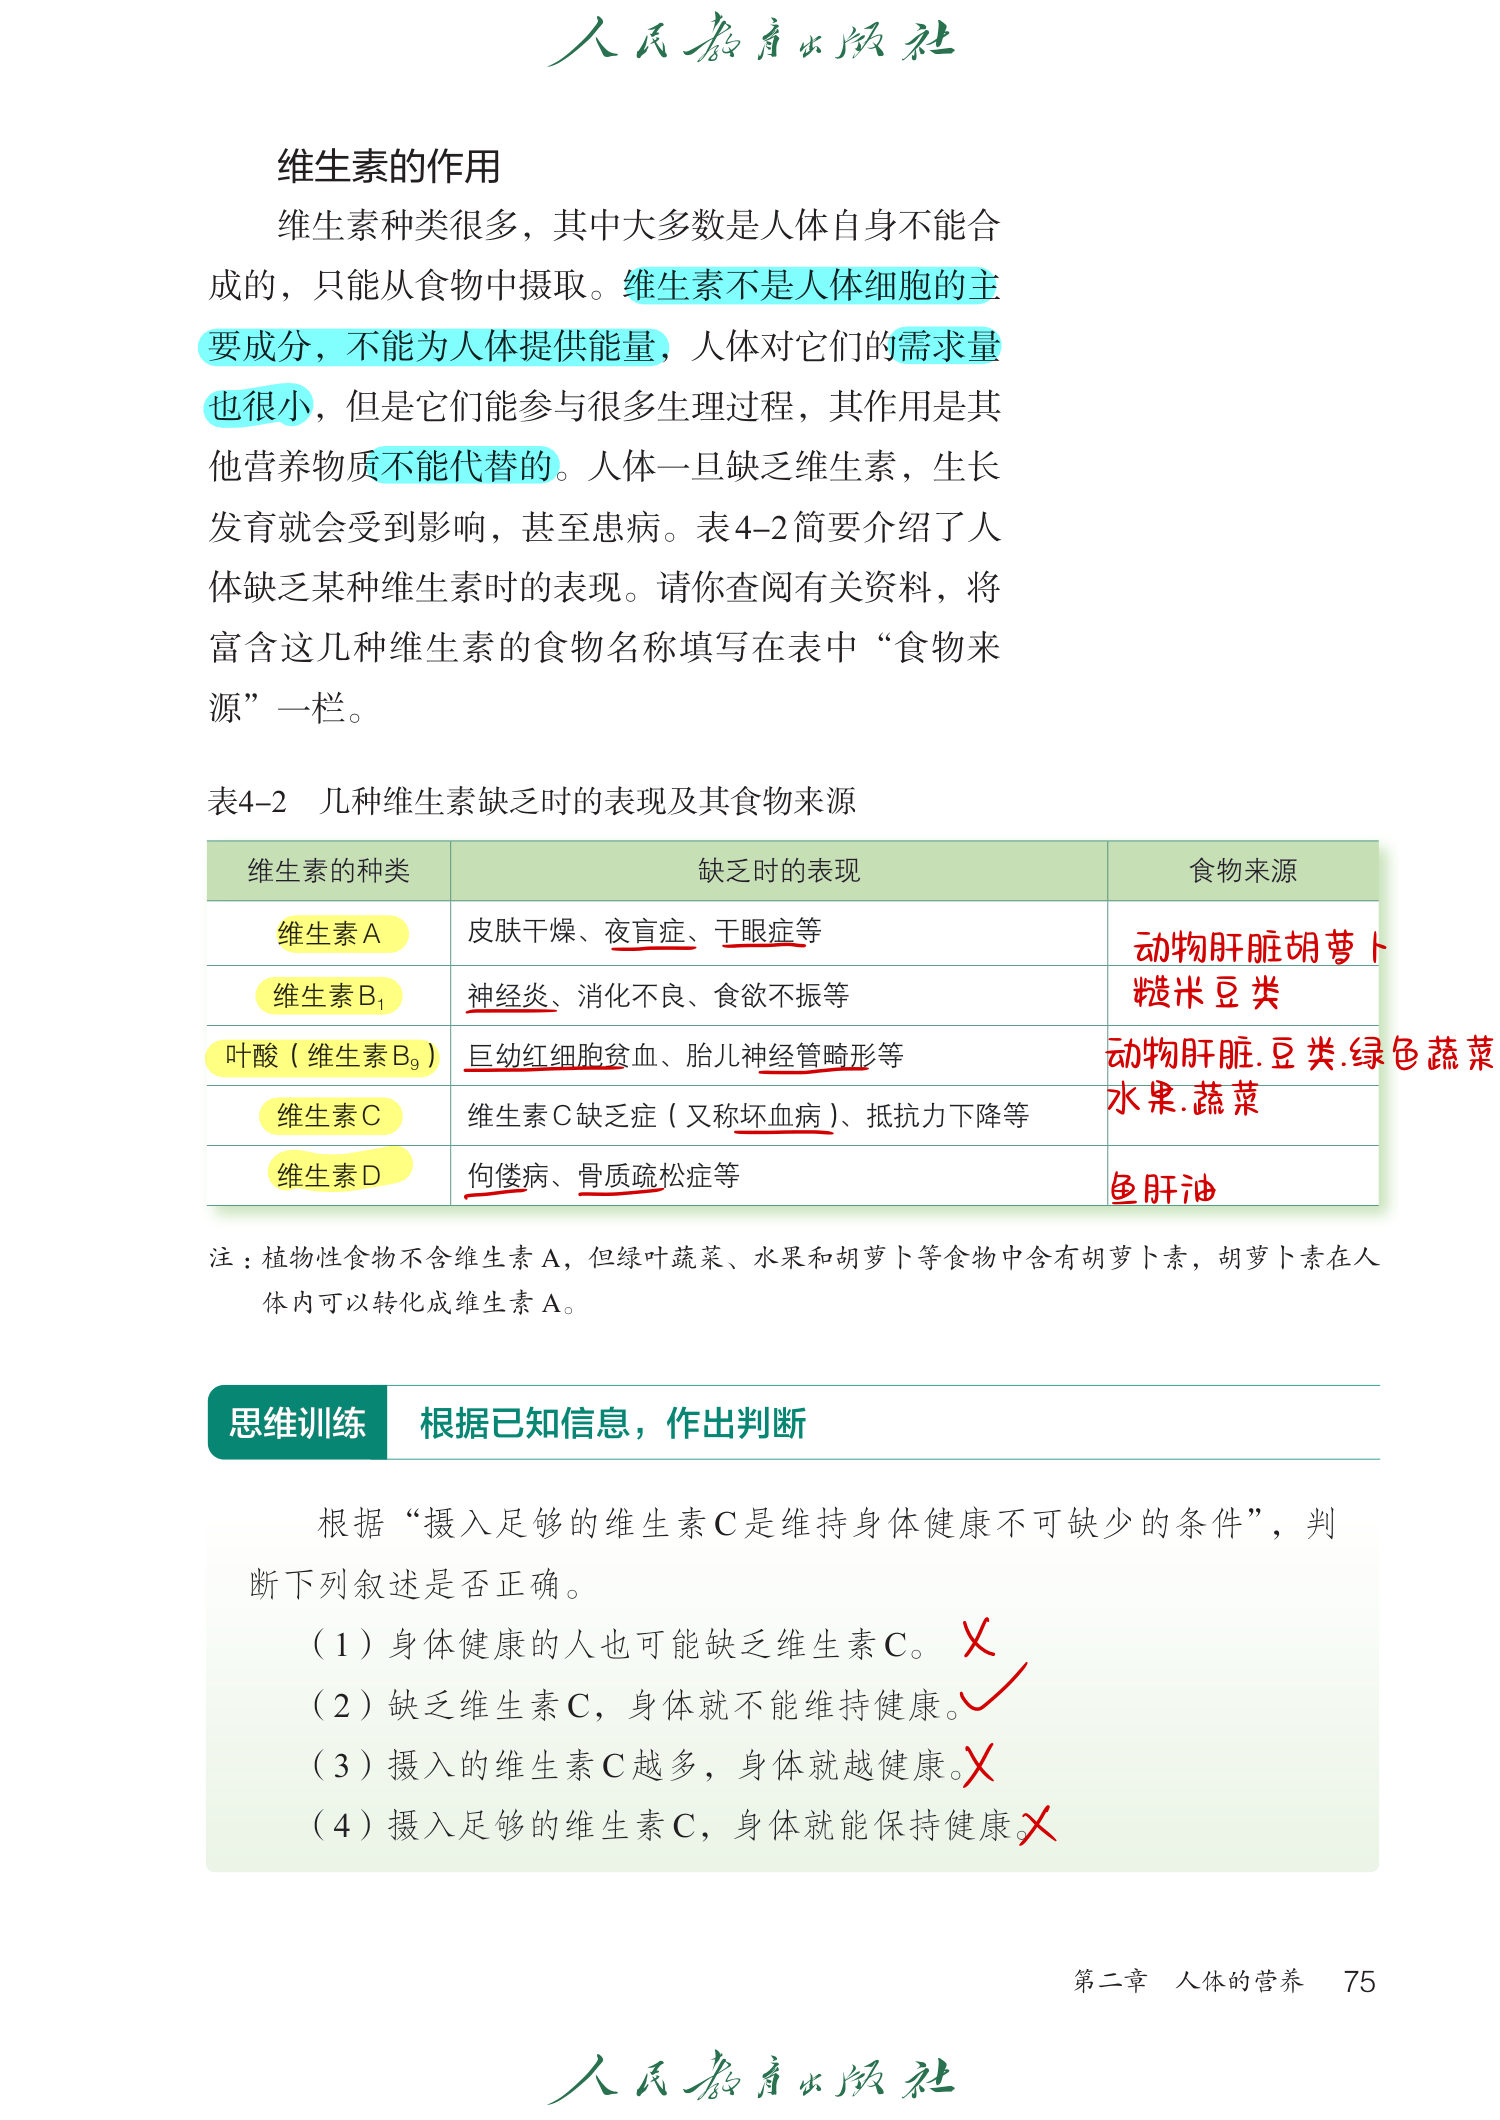 人民教育出版社
维生素的作用
维生素种类很多，其中大多数是人体自身不能合
成的，只能从食物中摄取。维生素不是人体细胞的主
要成分，不能为人体提供能量，人体对它们的需求量
也很小，但是它们能参与很多生理过程，其作用是其
他营养物质不能代替的。人体一旦缺乏维生素，生长
发育就会受到影响，甚至患病。表4–2简要介绍了人
体缺乏某种维生素时的表现。请你查阅有关资料，将
富含这几种维生素的食物名称填写在表中“食物来
源”一栏。
表4–2 几种维生素缺乏时的表现及其食物来源
维生素的种类 缺乏时的表现 食物来源
维生素A 皮肤干燥、夜盲症、干眼症等 动物肝脏胡萝卜
维生素B₁ 神经炎、消化不良、食欲不振等 糙米豆类
叶酸（维生素B₉） 巨幼红细胞贫血、胎儿神经管畸形等 动物肝脏.豆类.绿色蔬菜
维生素C 维生素C缺乏症（又称坏血病）、抵抗力下降等 水果.蔬菜
维生素D 佝偻病、骨质疏松症等 鱼肝油
注：植物性食物不含维生素A，但绿叶蔬菜、水果和胡萝卜等食物中含有胡萝卜素，胡萝卜素在人
体内可以转化成维生素A。
思维训练 根据已知信息，作出判断
根据“摄入足够的维生素C是维持身体健康不可缺少的条件”，判
断下列叙述是否正确。
（1）身体健康的人也可能缺乏维生素C。 ✗
（2）缺乏维生素C，身体就不能维持健康。✓
（3）摄入的维生素C越多，身体就越健康。✗
（4）摄入足够的维生素C，身体就能保持健康。✗
第二章 人体的营养 75
人民教育出版社